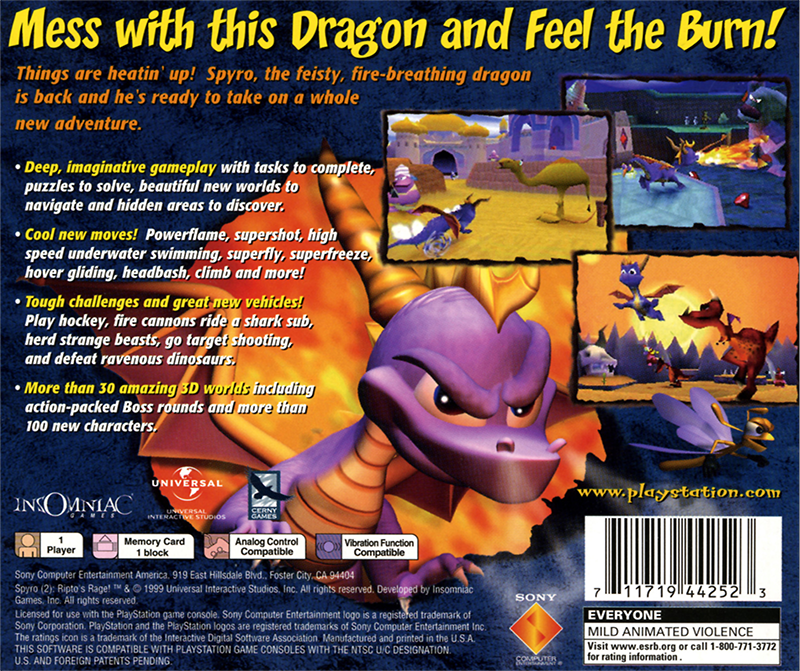 Mess with this Dragon and Feel the Burn!
Things are heatin' up! Spyro, the feisty, fire-breathing dragon
is back and he's ready to take on a whole
new adventure.
• Deep, imaginative gameplay with tasks to complete,
puzzles to solve, beautiful new worlds to
navigate and hidden areas to discover.
• Cool new moves! Powerflame, supershot, high
speed underwater swimming, superfly, superfreeze,
hover gliding, headbash, climb and more!
• Tough challenges and great new vehicles!
Play hockey, fire cannons ride a shark sub,
herd strange beasts, go target shooting,
and defeat ravenous dinosaurs.
• More than 30 amazing 3D worlds including
action-packed Boss rounds and more than
100 new characters.
INSOMNIAC
GAMES
UNIVERSAL
UNIVERSAL
INTERACTIVE STUDIOS
CERNY
GAMES
www.playstation.com
1
Player
Memory Card
1 block
Analog Control
Compatible
Vibration Function
Compatible
Sony Computer Entertainment America, 919 East Hillsdale Blvd., Foster City, CA 94404
Spyro (2): Ripto's Rage! ™ & © 1999 Universal Interactive Studios, Inc. All rights reserved. Developed by Insomniac
Games, Inc. All rights reserved.
Licensed for use with the PlayStation game console. Sony Computer Entertainment logo is a registered trademark of
Sony Corporation. PlayStation and the PlayStation logos are registered trademarks of Sony Computer Entertainment Inc.
The ratings icon is a trademark of the Interactive Digital Software Association. Manufactured and printed in the U.S.A.
THIS SOFTWARE IS COMPATIBLE WITH PLAYSTATION GAME CONSOLES WITH THE NTSC U/C DESIGNATION.
U.S. AND FOREIGN PATENTS PENDING.
SONY
COMPUTER
ENTERTAINMENT
7 11719 44252 3
EVERYONE
MILD ANIMATED VIOLENCE
Visit www.esrb.org or call 1-800-771-3772
for rating information.